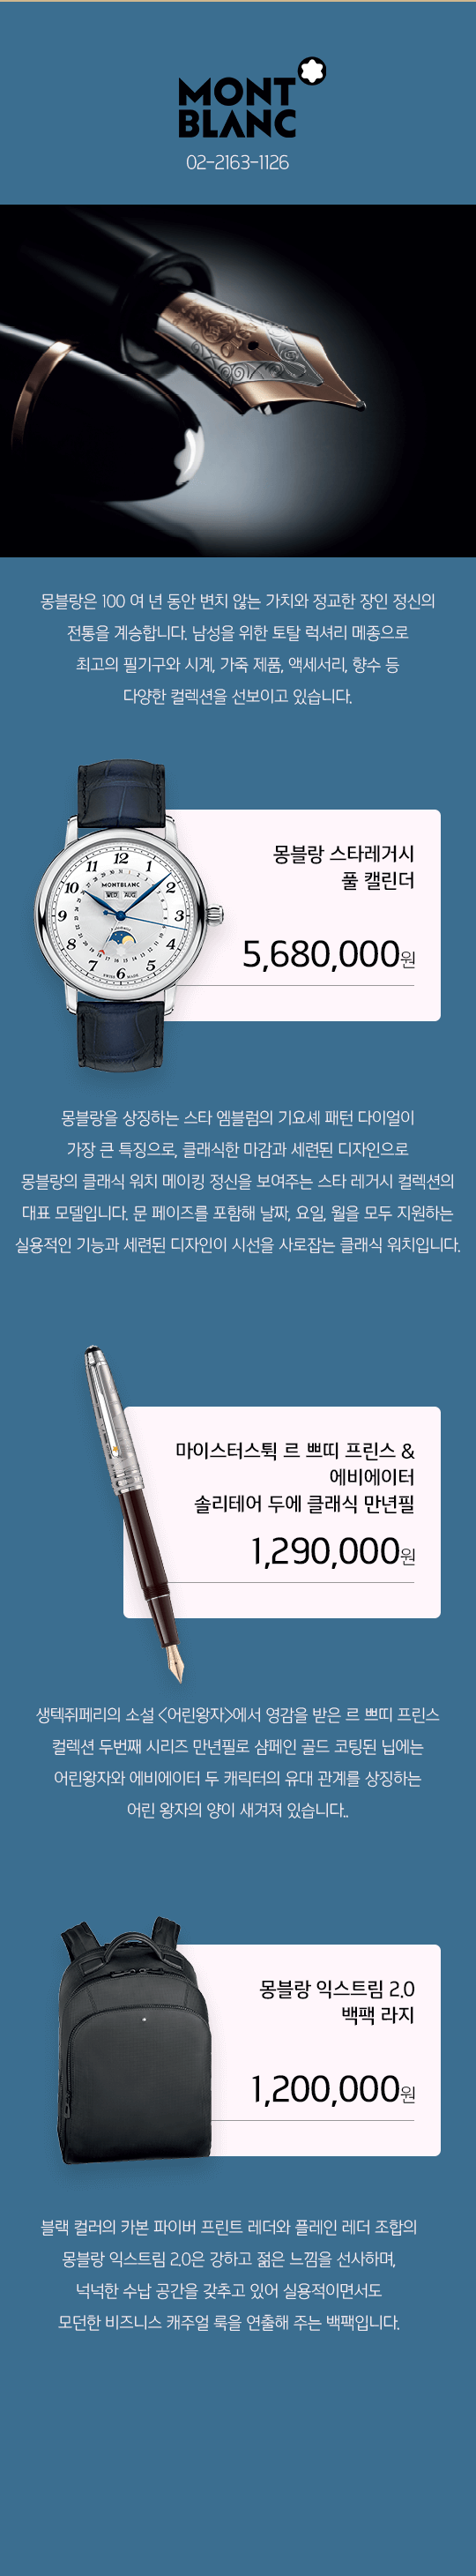 MONT
BLANC
02-2163-1126
몽블랑은 100 여 년 동안 변치 않는 가치와 정교한 장인 정신의
전통을 계승합니다. 남성을 위한 토탈 럭셔리 메종으로
최고의 필기구와 시계, 가죽 제품, 액세서리, 향수 등
다양한 컬렉션을 선보이고 있습니다.
몽블랑 스타레거시
풀 캘린더
5,680,000원
몽블랑을 상징하는 스타 엠블럼의 기요셰 패턴 다이얼이
가장 큰 특징으로, 클래식한 마감과 세련된 디자인으로
몽블랑의 클래식 워치 메이킹 정신을 보여주는 스타 레거시 컬렉션의
대표 모델입니다. 문 페이즈를 포함해 날짜, 요일, 월을 모두 지원하는
실용적인 기능과 세련된 디자인이 시선을 사로잡는 클래식 워치입니다.
마이스터스튁 르 쁘띠 프린스 &
에비에이터
솔리테어 두에 클래식 만년필
1,290,000원
생텍쥐페리의 소설 <어린왕자>에서 영감을 받은 르 쁘띠 프린스
컬렉션 두번째 시리즈 만년필로 샴페인 골드 코팅된 닙에는
어린왕자와 에비에이터 두 캐릭터의 유대 관계를 상징하는
어린 왕자의 양이 새겨져 있습니다..
몽블랑 익스트림 2.0
백팩 라지
1,200,000원
블랙 컬러의 카본 파이버 프린트 레더와 플레인 레더 조합의
몽블랑 익스트림 2.0은 강하고 젊은 느낌을 선사하며,
넉넉한 수납 공간을 갖추고 있어 실용적이면서도
모던한 비즈니스 캐주얼 룩을 연출해 주는 백팩입니다.